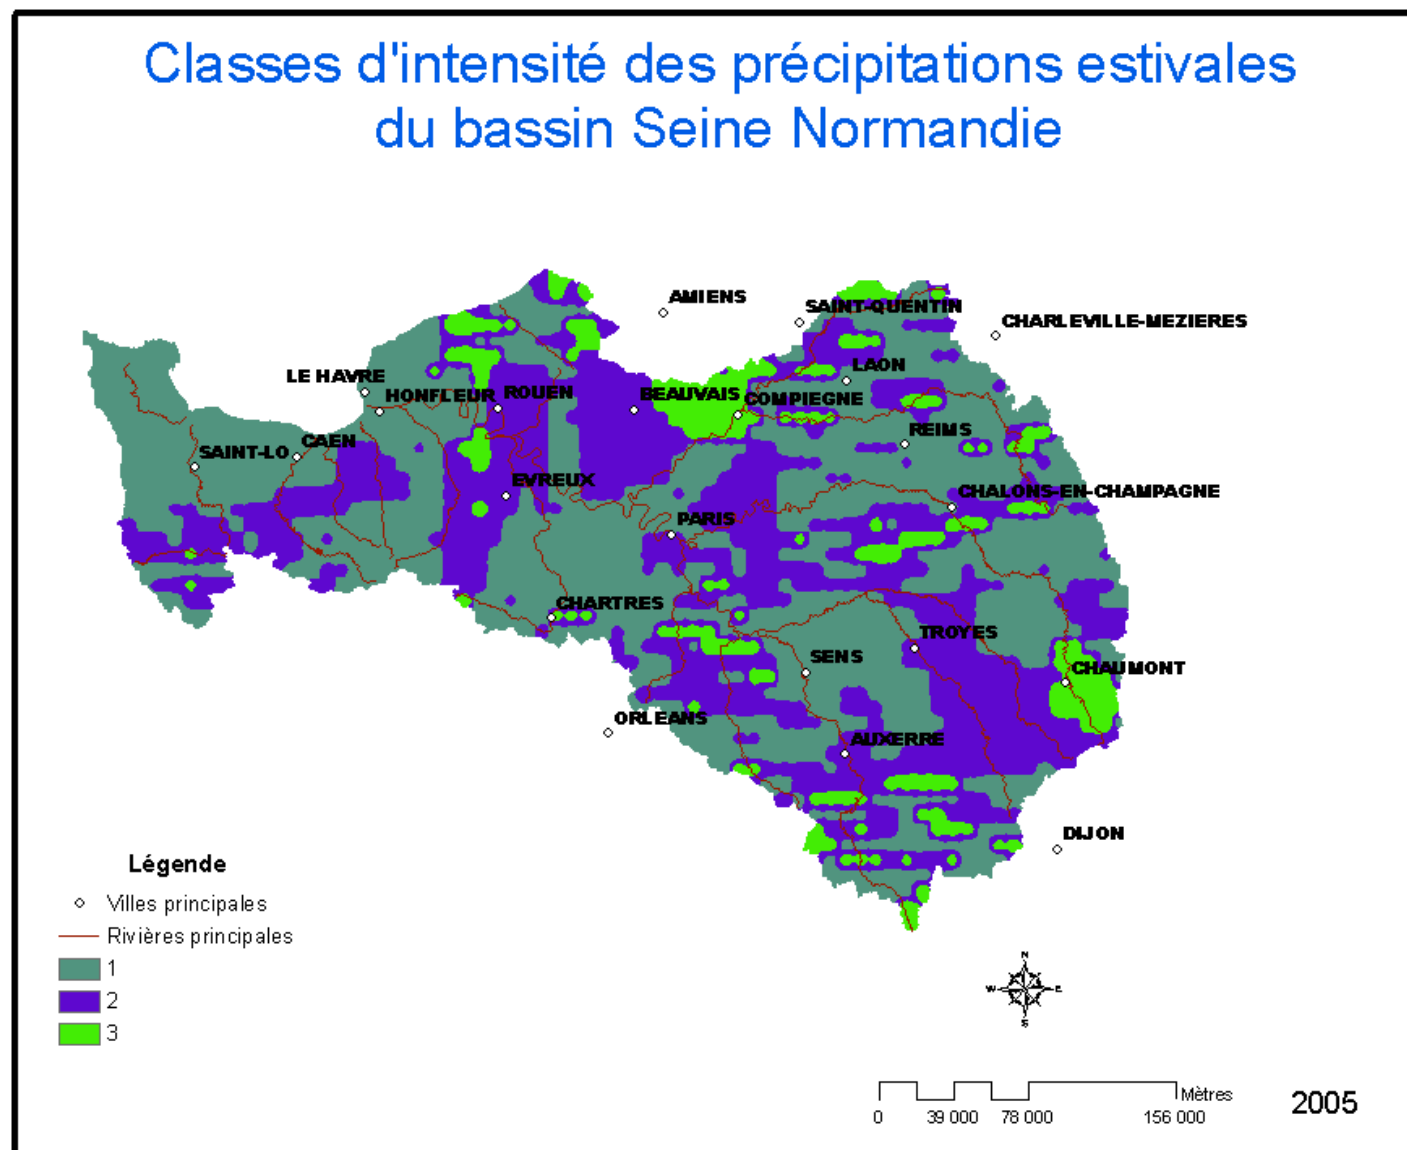 Classes d'intensité des précipitations estivales
du bassin Seine Normandie
AMIENS
SAINT-QUENTIN
CHARLEVILLE-MEZIERES
LAON
LE HAVRE
HONFLEUR
ROUEN
BEAUVAIS
COMPIEGNE
REIMS
CAEN
SAINT-LO
EVREUX
CHALONS-EN-CHAMPAGNE
PARIS
CHARTRES
TROYES
SENS
CHAUMONT
ORLEANS
AUXERRE
DIJON
Légende
Villes principales
Rivières principales
1
2
3
N
W
E
S
Mètres
0
39 000
78 000
156 000
2005